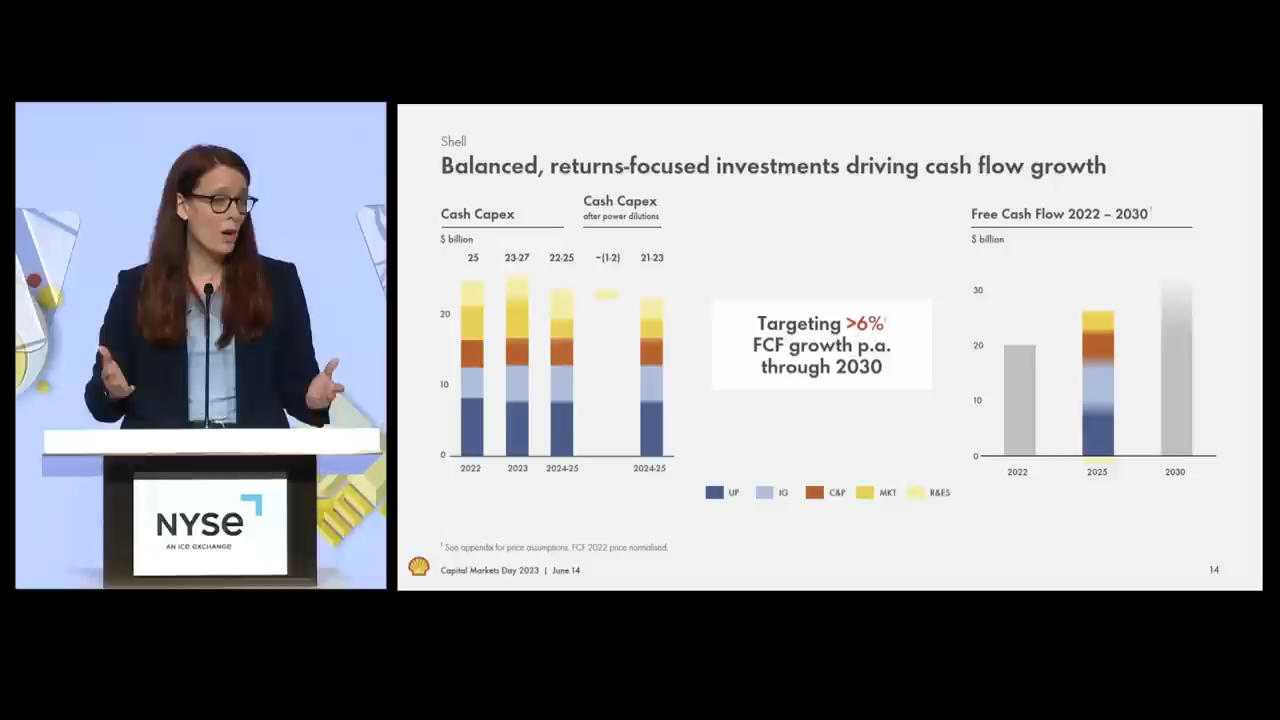 NYSE
AN ICE EXCHANGE
Shell
Balanced, returns-focused investments driving cash flow growth
Cash Capex
$ billion
25 23-27 22-25
20
10
0
2022 2023 2024-25
Cash Capex
after power dilutions
~(1-2) 21-23
2024-25
Targeting >6%¹
FCF growth p.a.
through 2030
Free Cash Flow 2022 – 2030¹
$ billion
30
20
10
0
2022 2025 2030
UP IG C&P MKT R&ES
¹ See appendix for price assumptions. FCF 2022 price normalised.
Capital Markets Day 2023 | June 14
14